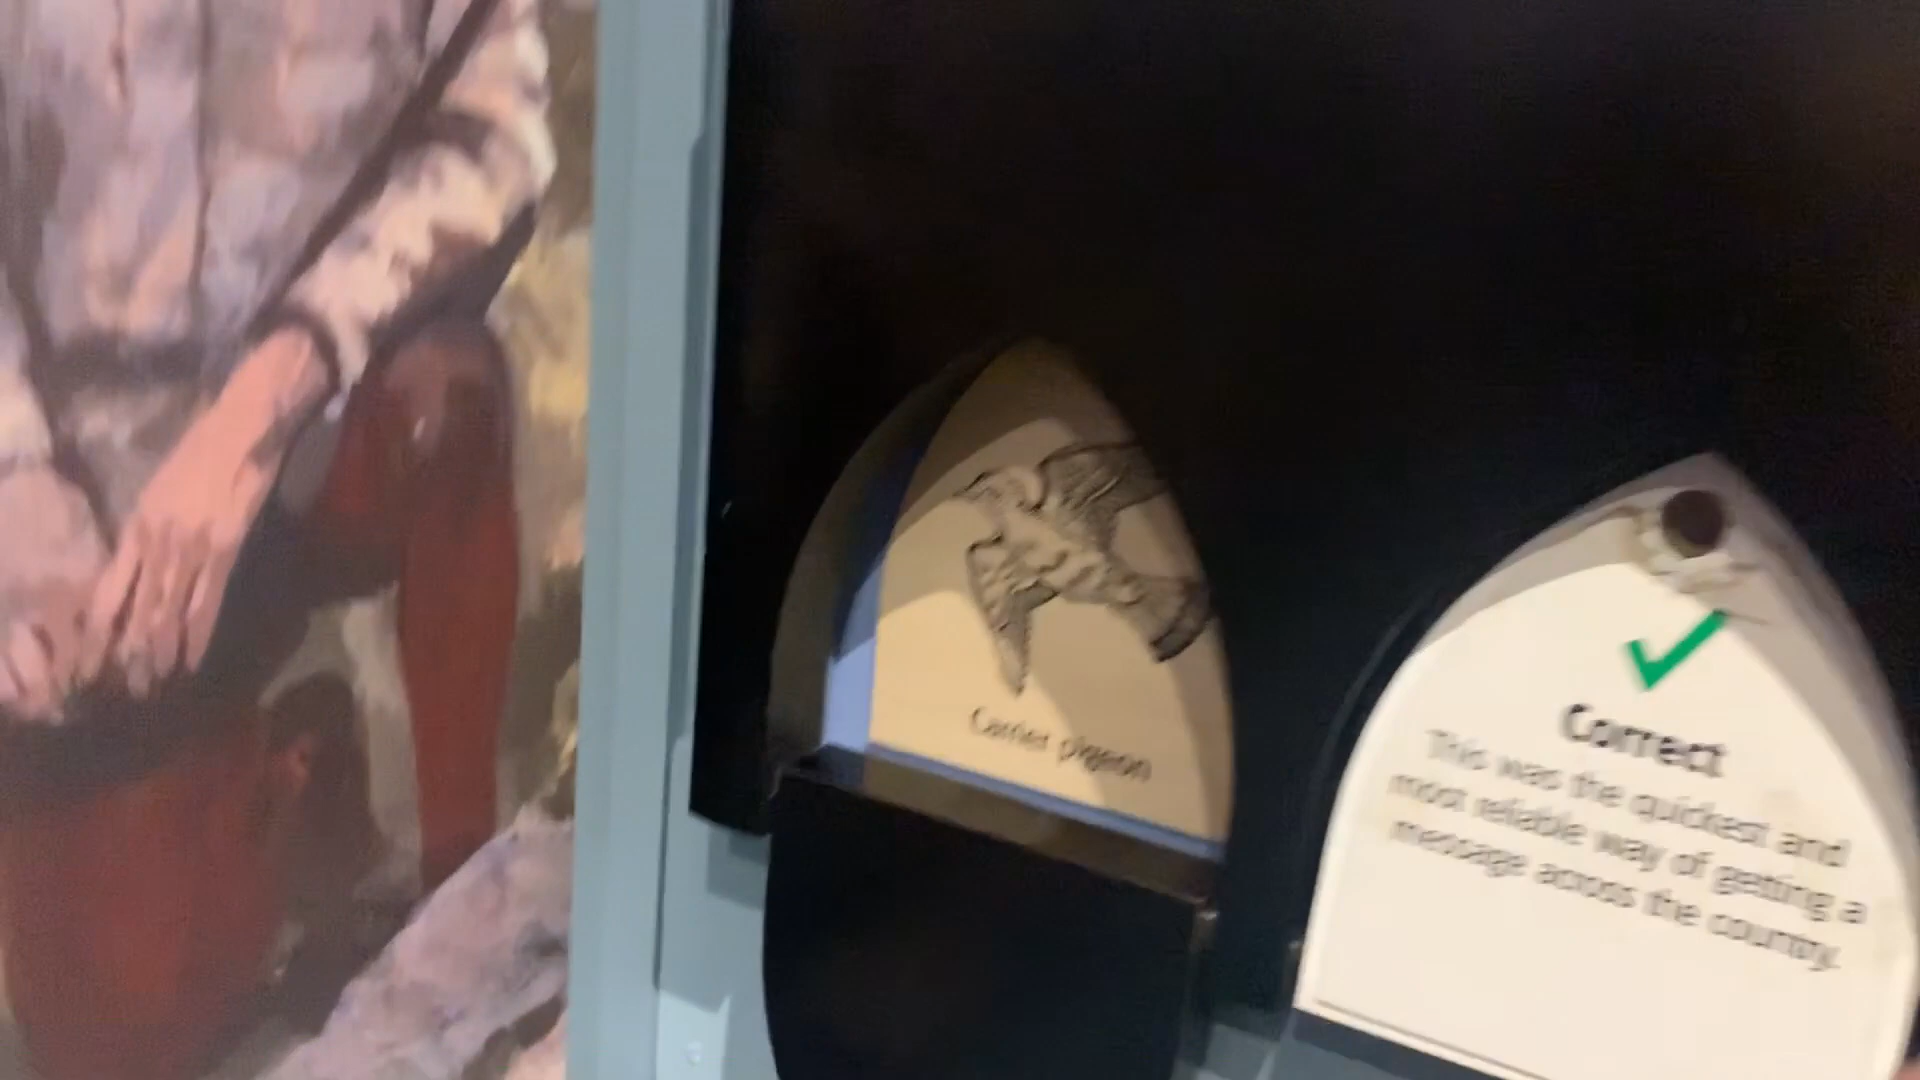 Carrier pigeon
Correct
This was the quickest and
most reliable way of getting a
message across the country.